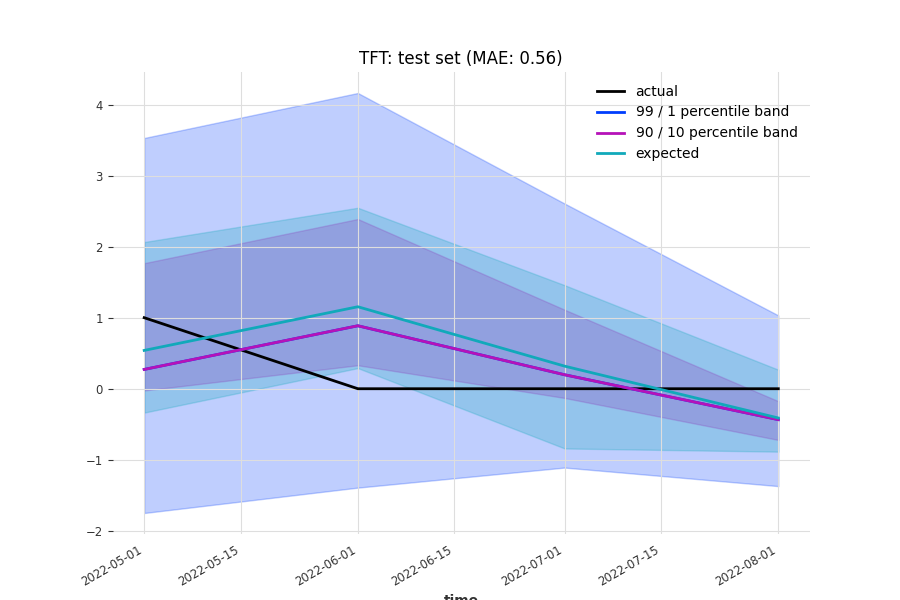 TFT: test set (MAE: 0.56)
actual
99 / 1 percentile band
90 / 10 percentile band
expected
4
3
2
1
0
−1
−2
2022-05-01
2022-05-15
2022-06-01
2022-06-15
2022-07-01
2022-07-15
2022-08-01
time